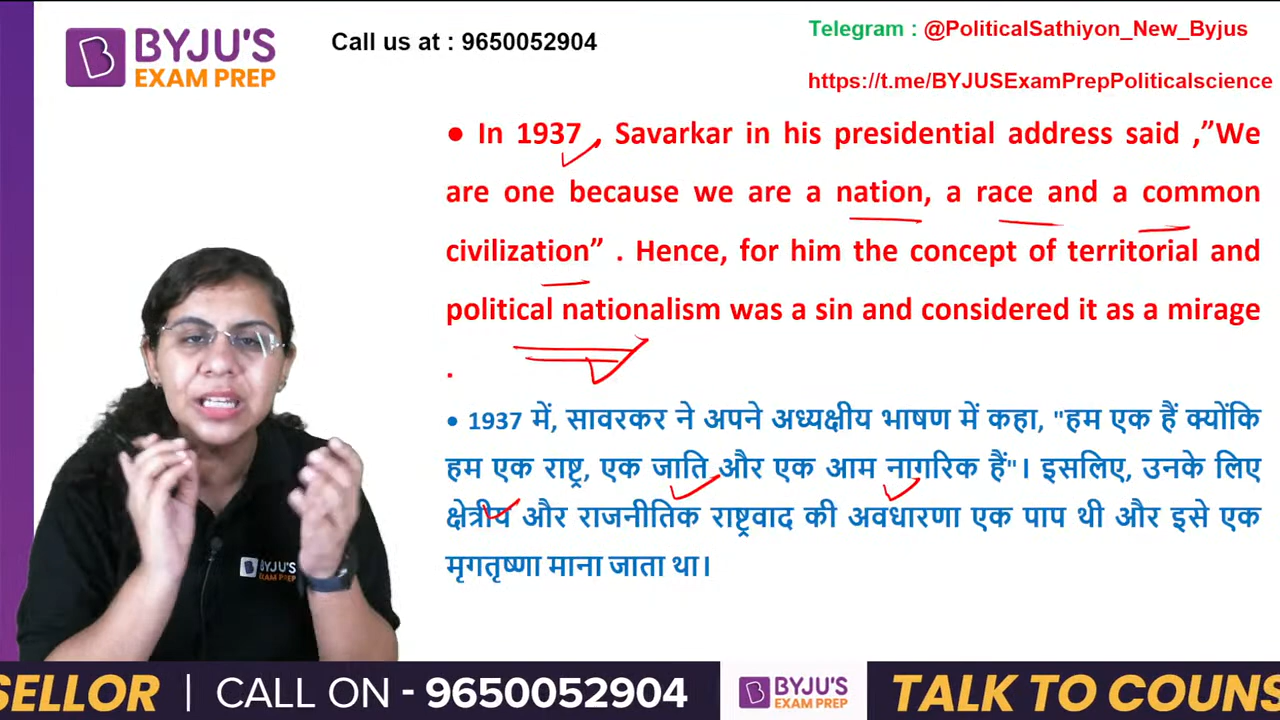 BYJU'S
EXAM PREP
Call us at : 9650052904
Telegram : @PoliticalSathiyon_New_Byjus
https://t.me/BYJUSExamPrepPoliticalscience
● In 1937 , Savarkar in his presidential address said ,”We
are one because we are a nation, a race and a common
civilization” . Hence, for him the concept of territorial and
political nationalism was a sin and considered it as a mirage
.
• 1937 में, सावरकर ने अपने अध्यक्षीय भाषण में कहा, "हम एक हैं क्योंकि
हम एक राष्ट्र, एक जाति और एक आम नागरिक हैं"। इसलिए, उनके लिए
क्षेत्रीय और राजनीतिक राष्ट्रवाद की अवधारणा एक पाप थी और इसे एक
मृगतृष्णा माना जाता था।
BYJU'S
EXAM PREP
SELLOR | CALL ON - 9650052904
BYJU'S
EXAM PREP
TALK TO COUNS